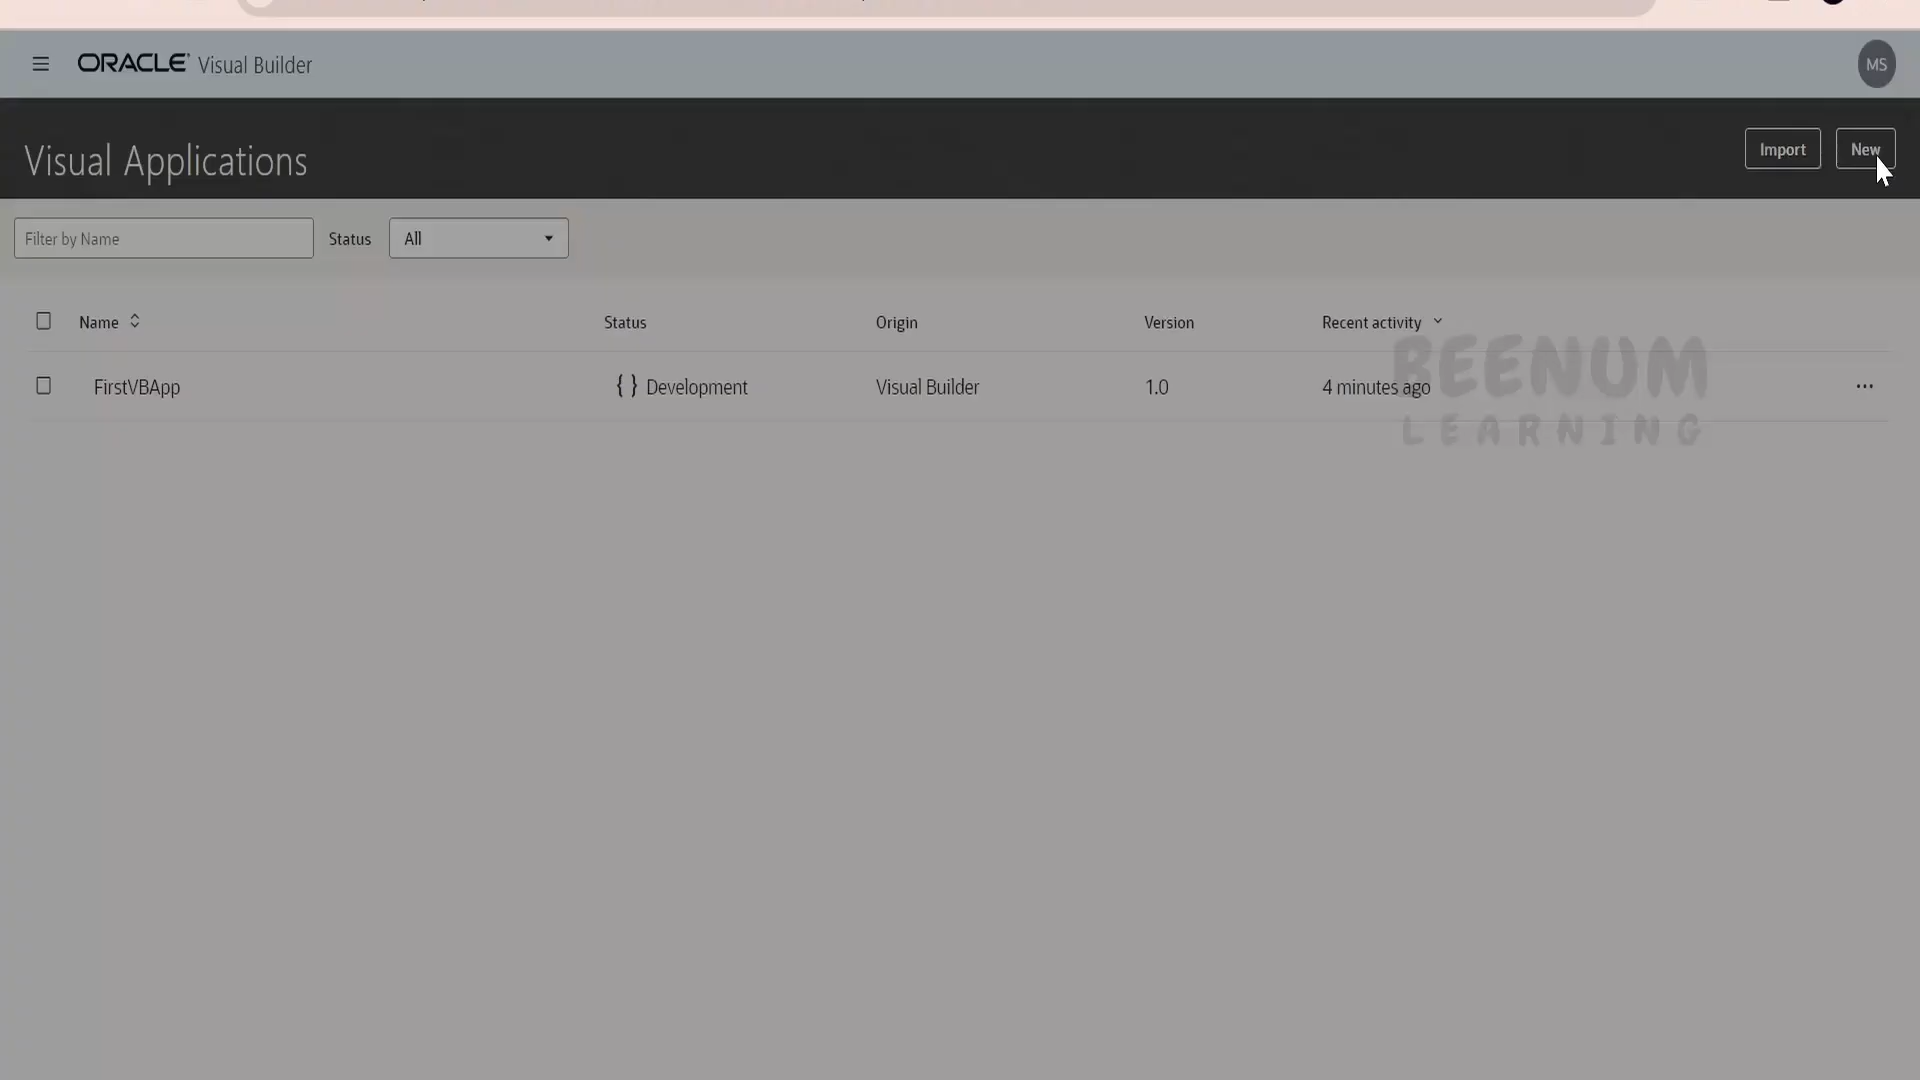 ORACLE Visual Builder
MS
Visual Applications
Import
New
Filter by Name
Status
All
Name
Status
Origin
Version
Recent activity
FirstVBApp
{ } Development
Visual Builder
1.0
4 minutes ago
...
BEENUM
LEARNING